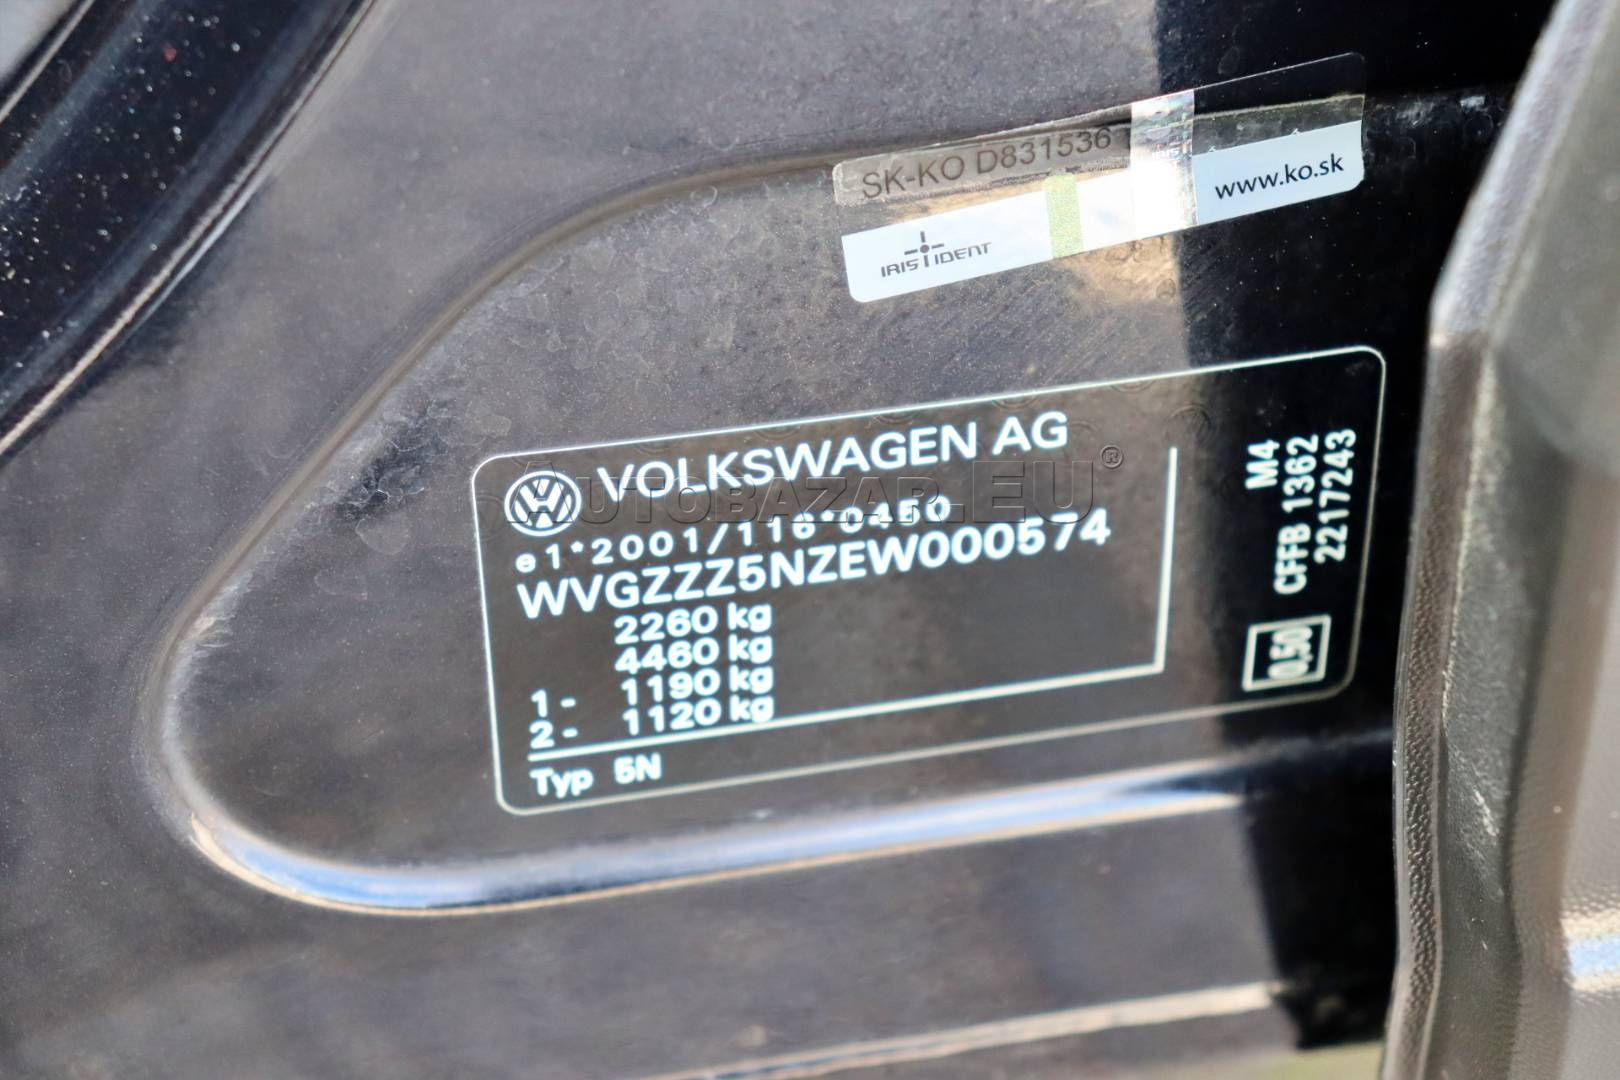 SK-KO D831536
IRIS IDENT
www.ko.sk
VOLKSWAGEN AG
AUTOBAZAR.EU®
e1*2001/116*0450
WVGZZZ5NZEW000574
2260 kg
4460 kg
1- 1190 kg
2- 1120 kg
Typ 5N
M4
CFFB 1362
2217243
0,50